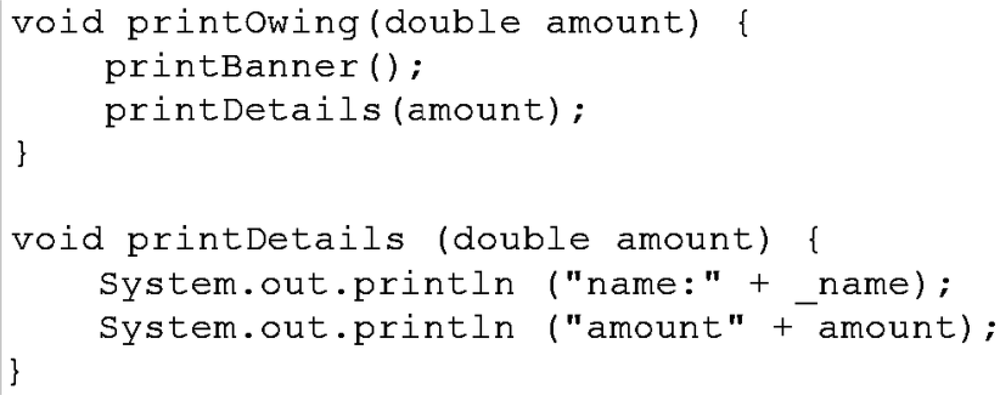 void printOwing(double amount) {
    printBanner();
    printDetails(amount);
}

void printDetails (double amount) {
    System.out.println ("name:" + _name);
    System.out.println ("amount" + amount);
}